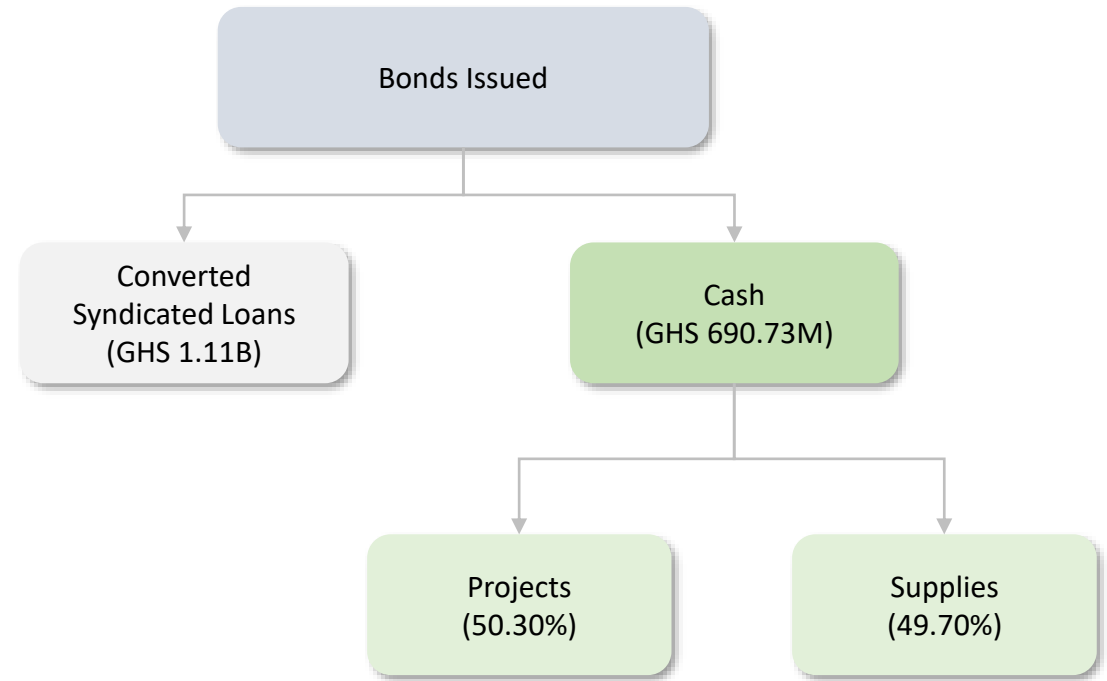 Bonds Issued
Converted
Syndicated Loans
(GHS 1.11B)
Cash
(GHS 690.73M)
Projects
(50.30%)
Supplies
(49.70%)